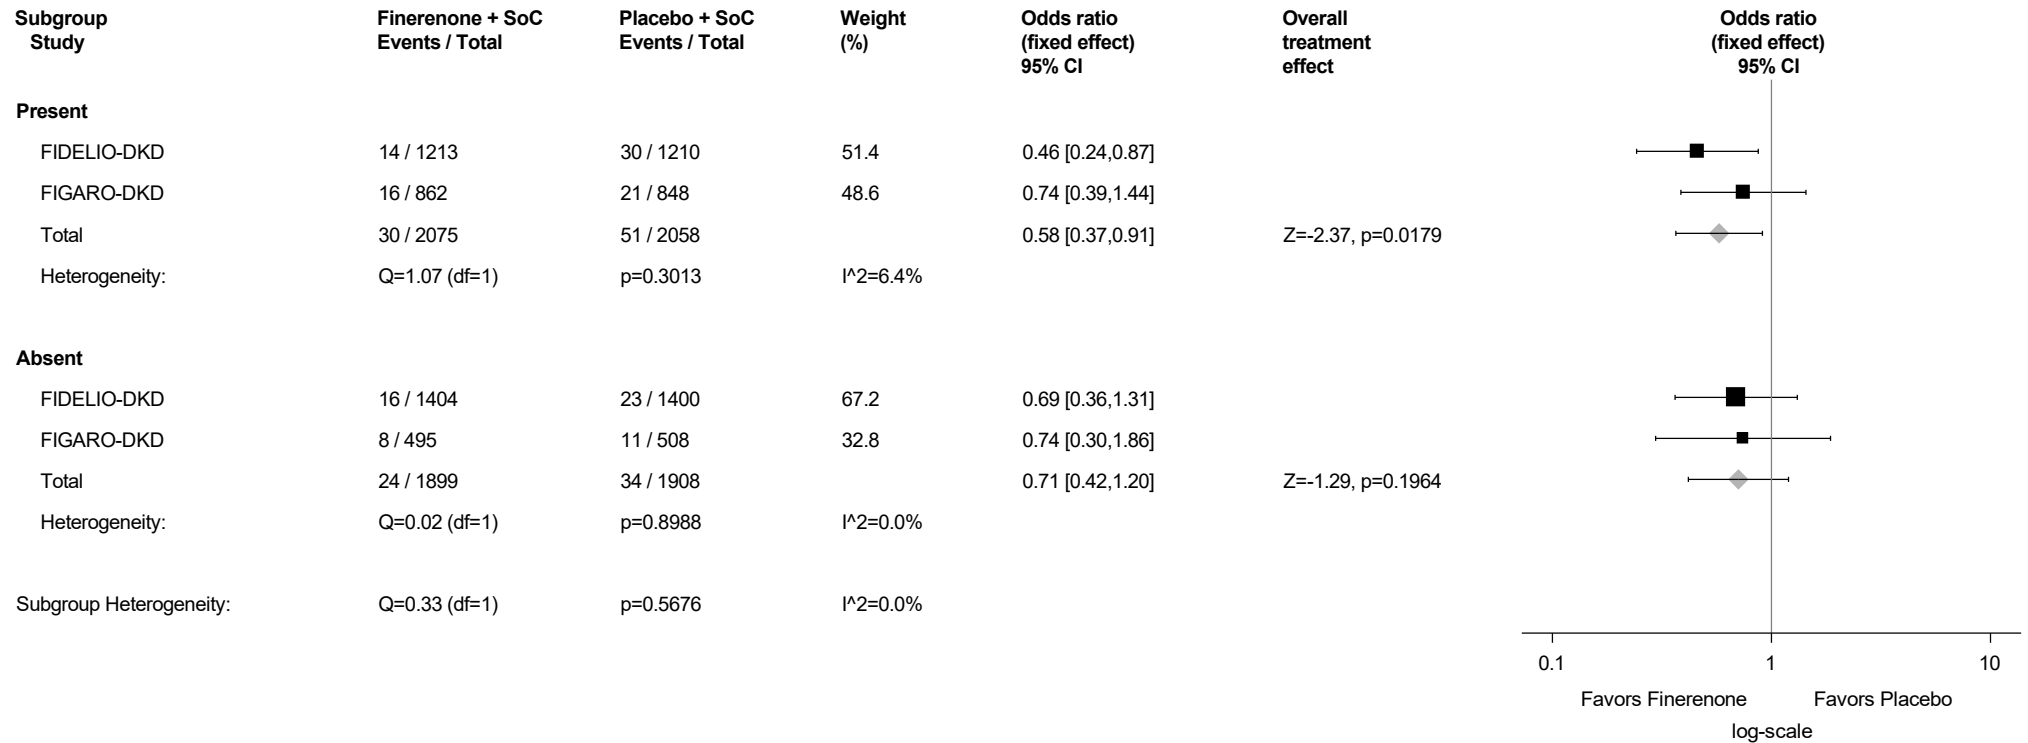 Subgroup Finerenone + SoC Placebo + SoC Weight Odds ratio Overall Odds ratio
Study Events / Total Events / Total (%) (fixed effect) treatment (fixed effect)
95% CI effect 95% CI
Present
FIDELIO-DKD 14 / 1213 30 / 1210 51.4 0.46 [0.24,0.87]
FIGARO-DKD 16 / 862 21 / 848 48.6 0.74 [0.39,1.44]
Total 30 / 2075 51 / 2058 0.58 [0.37,0.91] Z=-2.37, p=0.0179
Heterogeneity: Q=1.07 (df=1) p=0.3013 I^2=6.4%
Absent
FIDELIO-DKD 16 / 1404 23 / 1400 67.2 0.69 [0.36,1.31]
FIGARO-DKD 8 / 495 11 / 508 32.8 0.74 [0.30,1.86]
Total 24 / 1899 34 / 1908 0.71 [0.42,1.20] Z=-1.29, p=0.1964
Heterogeneity: Q=0.02 (df=1) p=0.8988 I^2=0.0%
Subgroup Heterogeneity: Q=0.33 (df=1) p=0.5676 I^2=0.0%
0.1 1 10
Favors Finerenone Favors Placebo
log-scale